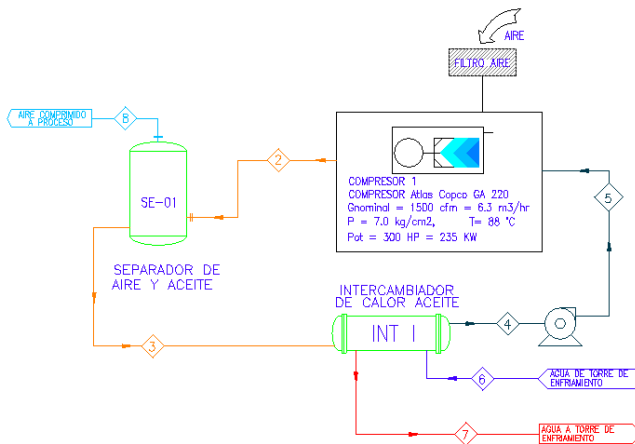 AIRE
FILTRO AIRE
AIRE COMPRIMIDO
A PROCESO
8
2
SE-01
SEPARADOR DE
AIRE Y ACEITE
COMPRESOR 1
COMPRESOR Atlas Copco GA 220
Gnominal = 1500 cfm = 6.3 m3/hr
P = 7.0 kg/cm2, T= 88 °C
Pot = 300 HP = 235 KW
5
INTERCAMBIADOR
DE CALOR ACEITE
INT 1
3
4
6
AGUA DE TORRE DE
ENFRIAMIENTO
7
AGUA A TORRE DE
ENFRIAMIENTO